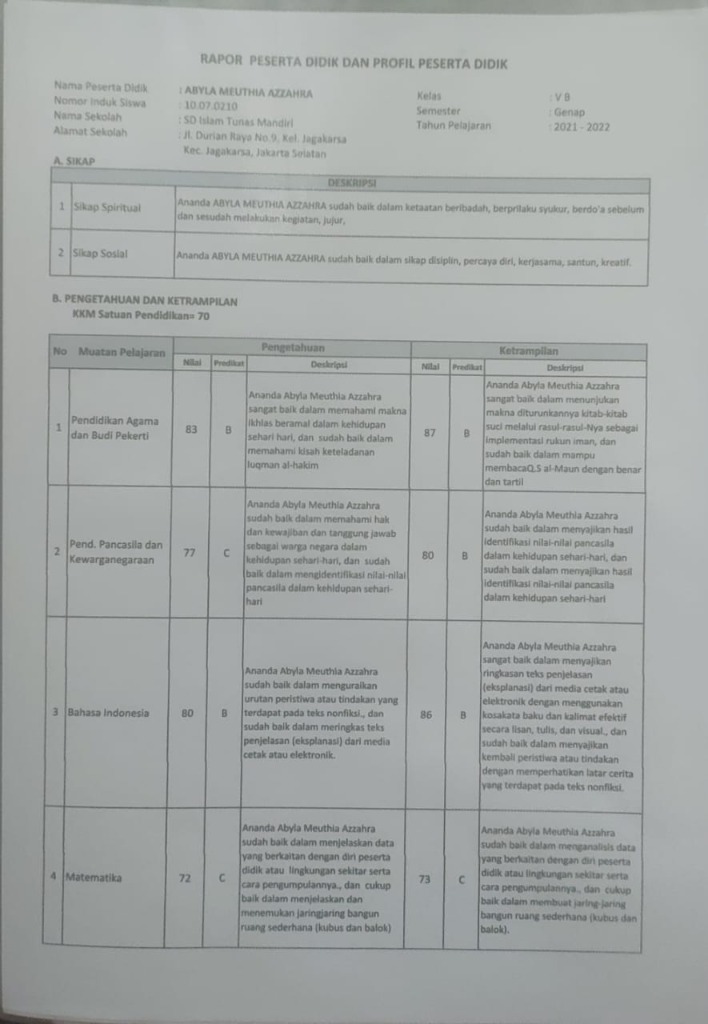 RAPOR PESERTA DIDIK DAN PROFIL PESERTA DIDIK
Nama Peserta Didik : ABYLA MEUTHIA AZZAHRA Kelas : V B
Nomor Induk Siswa : 10.07.0210 Semester : Genap
Nama Sekolah : SD Islam Tunas Mandiri Tahun Pelajaran : 2021 - 2022
Alamat Sekolah : Jl. Durian Raya No.9, Kel. Jagakarsa
Kec. Jagakarsa, Jakarta Selatan
A. SIKAP
DESKRIPSI
1 Sikap Spiritual
Ananda ABYLA MEUTHIA AZZAHRA sudah baik dalam ketaatan beribadah, berprilaku syukur, berdo'a sebelum
dan sesudah melakukan kegiatan, jujur,
2 Sikap Sosial
Ananda ABYLA MEUTHIA AZZAHRA sudah baik dalam sikap disiplin, percaya diri, kerjasama, santun, kreatif.
B. PENGETAHUAN DAN KETRAMPILAN
KKM Satuan Pendidikan= 70
No Muatan Pelajaran Pengetahuan Ketrampilan
Nilai Predikat Deskripsi Nilai Predikat Deskripsi
1
Pendidikan Agama
dan Budi Pekerti
83
B
Ananda Abyla Meuthia Azzahra
sangat baik dalam memahami makna
ikhlas beramal dalam kehidupan
sehari hari, dan sudah baik dalam
memahami kisah keteladanan
luqman al-hakim
87
B
Ananda Abyla Meuthia Azzahra
sangat baik dalam menunjukan
makna diturunkannya kitab-kitab
suci melalui rasul-rasul-Nya sebagai
implementasi rukun iman, dan
sudah baik dalam mampu
membacaQ.S al-Maun dengan benar
dan tartil
2
Pend. Pancasila dan
Kewarganegaraan
77
C
Ananda Abyla Meuthia Azzahra
sudah baik dalam memahami hak
dan kewajiban dan tanggung jawab
sebagai warga negara dalam
kehidupan sehari-hari, dan sudah
baik dalam mengidentifikasi nilai-nilai
pancasila dalam kehidupan sehari-
hari
80
B
Ananda Abyla Meuthia Azzahra
sudah baik dalam menyajikan hasil
identifikasi nilai-nilai pancasila
dalam kehidupan sehari-hari, dan
sudah baik dalam menyajikan hasil
identifikasi nilai-nilai pancasila
dalam kehidupan sehari-hari
3
Bahasa Indonesia
80
B
Ananda Abyla Meuthia Azzahra
sudah baik dalam menguraikan
urutan peristiwa atau tindakan yang
terdapat pada teks nonfiksi., dan
sudah baik dalam meringkas teks
penjelasan (eksplanasi) dari media
cetak atau elektronik.
86
B
Ananda Abyla Meuthia Azzahra
sangat baik dalam menyajikan
ringkasan teks penjelasan
(eksplanasi) dari media cetak atau
elektronik dengan menggunakan
kosakata baku dan kalimat efektif
secara lisan, tulis, dan visual., dan
sudah baik dalam menyajikan
kembali peristiwa atau tindakan
dengan memperhatikan latar cerita
yang terdapat pada teks nonfiksi.
4
Matematika
72
C
Ananda Abyla Meuthia Azzahra
sudah baik dalam menjelaskan data
yang berkaitan dengan diri peserta
didik atau lingkungan sekitar serta
cara pengumpulannya., dan cukup
baik dalam menjelaskan dan
menemukan jaringjaring bangun
ruang sederhana (kubus dan balok)
73
C
Ananda Abyla Meuthia Azzahra
sudah baik dalam menganalisis data
yang berkaitan dengan diri peserta
didik atau lingkungan sekitar serta
cara pengumpulannya., dan cukup
baik dalam membuat jaring-jaring
bangun ruang sederhana (kubus dan
balok).